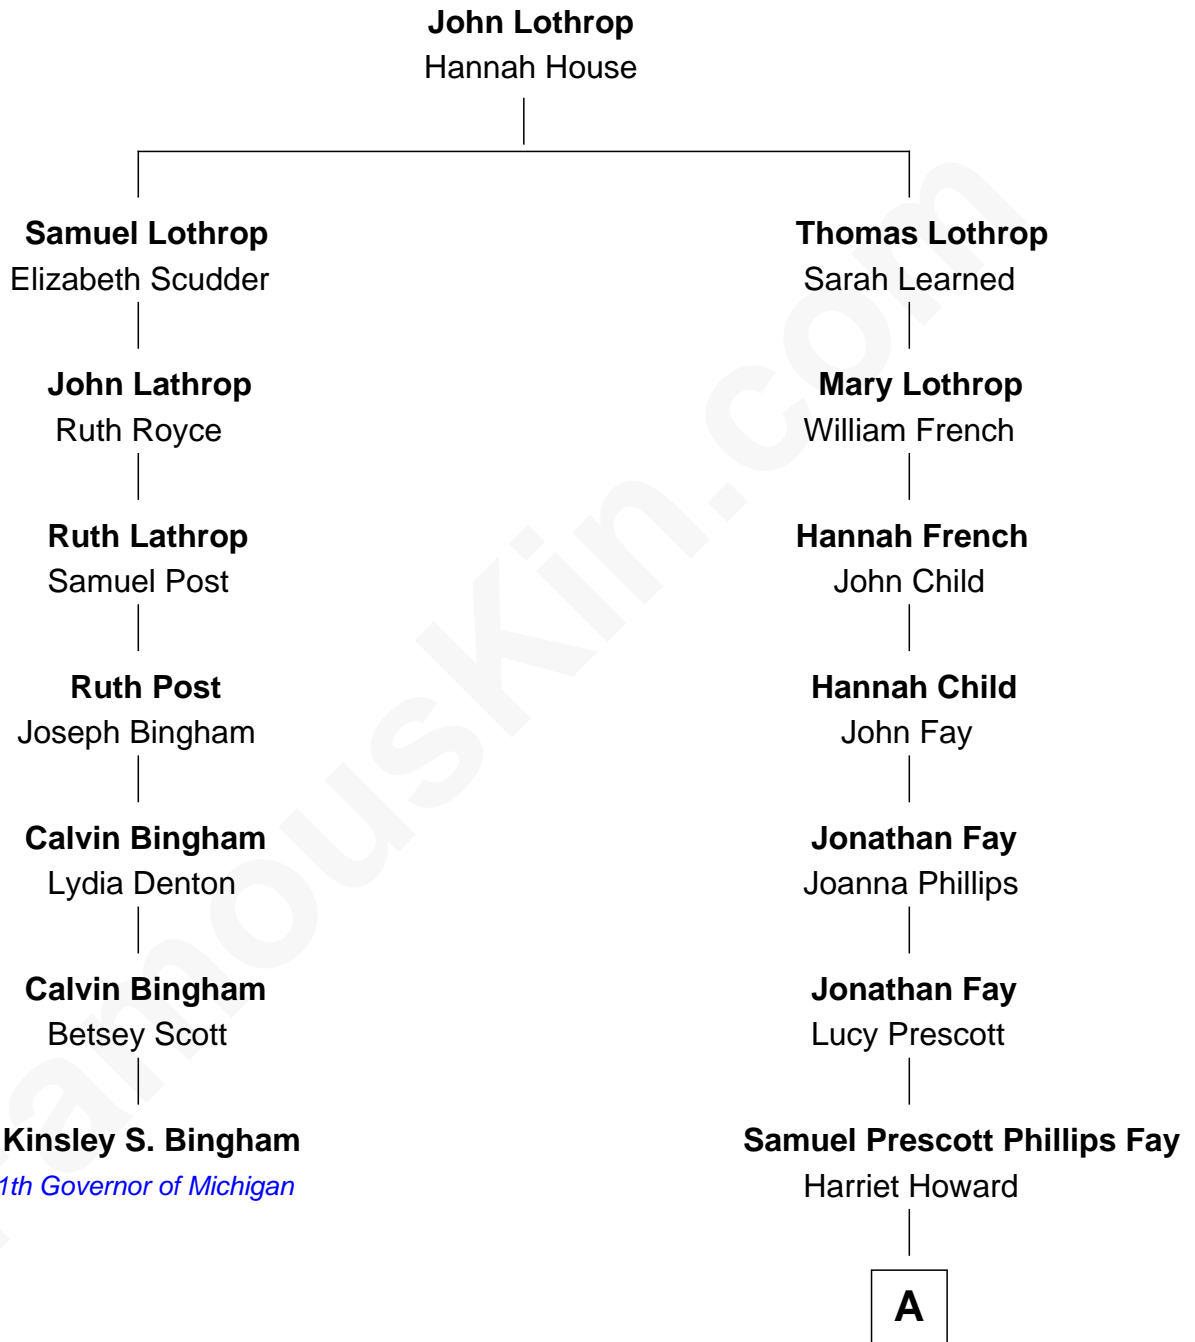 John Lothrop
Hannah House
Samuel Lothrop
Elizabeth Scudder
Thomas Lothrop
Sarah Learned
John Lathrop
Ruth Royce
Mary Lothrop
William French
Ruth Lathrop
Samuel Post
Hannah French
John Child
Ruth Post
Joseph Bingham
Hannah Child
John Fay
Calvin Bingham
Lydia Denton
Jonathan Fay
Joanna Phillips
Calvin Bingham
Betsey Scott
Jonathan Fay
Lucy Prescott
Kinsley S. Bingham
1th Governor of Michigan
Samuel Prescott Phillips Fay
Harriet Howard
A
FamousKin.com